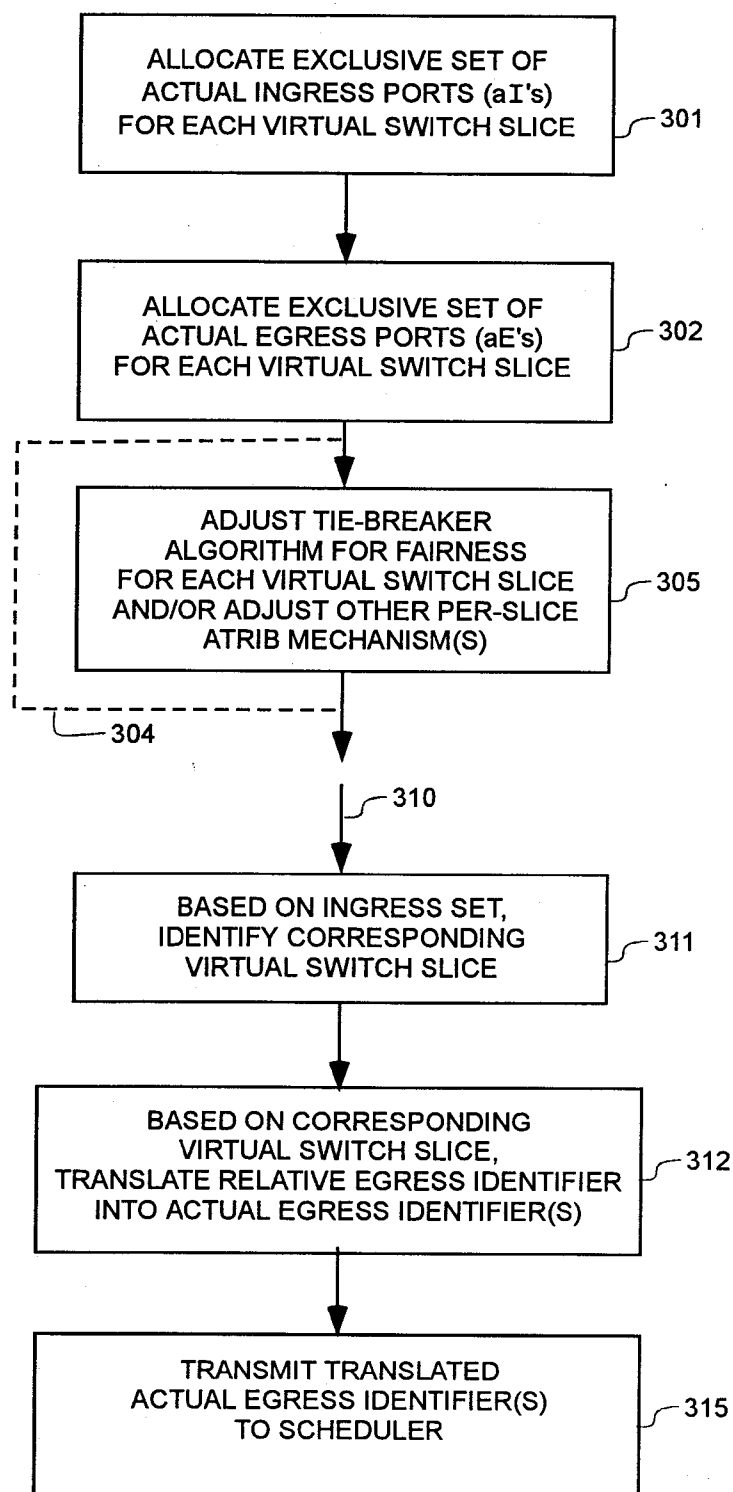 ALLOCATE EXCLUSIVE SET OF
ACTUAL INGRESS PORTS (aI's)
FOR EACH VIRTUAL SWITCH SLICE
301
ALLOCATE EXCLUSIVE SET OF
ACTUAL EGRESS PORTS (aE's)
FOR EACH VIRTUAL SWITCH SLICE
302
ADJUST TIE-BREAKER
ALGORITHM FOR FAIRNESS
FOR EACH VIRTUAL SWITCH SLICE
AND/OR ADJUST OTHER PER-SLICE
ATRIB MECHANISM(S)
305
304
310
BASED ON INGRESS SET,
IDENTIFY CORRESPONDING
VIRTUAL SWITCH SLICE
311
BASED ON CORRESPONDING
VIRTUAL SWITCH SLICE,
TRANSLATE RELATIVE EGRESS IDENTIFIER
INTO ACTUAL EGRESS IDENTIFIER(S)
312
TRANSMIT TRANSLATED
ACTUAL EGRESS IDENTIFIER(S)
TO SCHEDULER
315